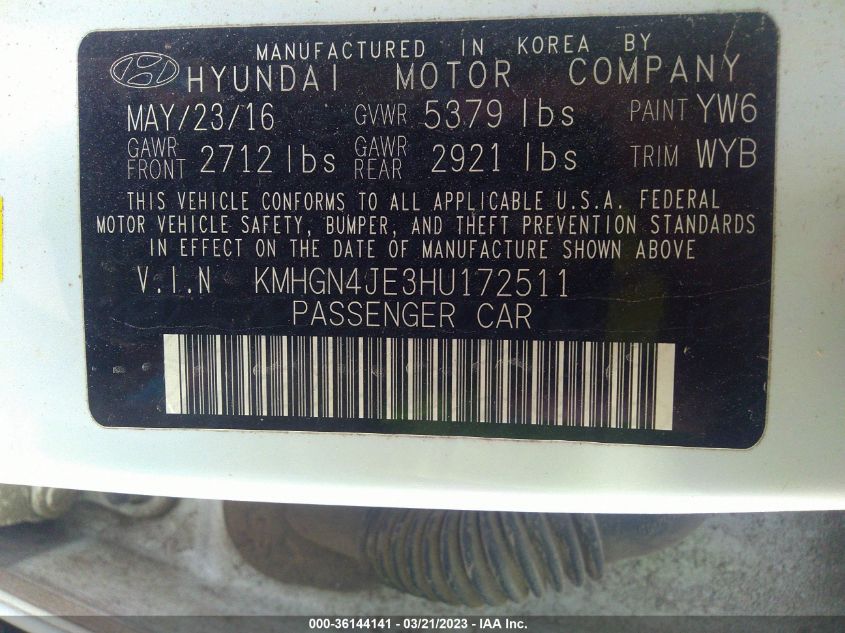 MANUFACTURED IN KOREA BY
HYUNDAI MOTOR COMPANY
MAY/23/16 GVWR 5379 lbs PAINT YW6
GAWR FRONT 2712 lbs GAWR REAR 2921 lbs TRIM WYB
THIS VEHICLE CONFORMS TO ALL APPLICABLE U.S.A. FEDERAL
MOTOR VEHICLE SAFETY, BUMPER, AND THEFT PREVENTION STANDARDS
IN EFFECT ON THE DATE OF MANUFACTURE SHOWN ABOVE
V.I.N KMHGN4JE3HU172511
PASSENGER CAR
000-36144141 - 03/21/2023 - IAA Inc.